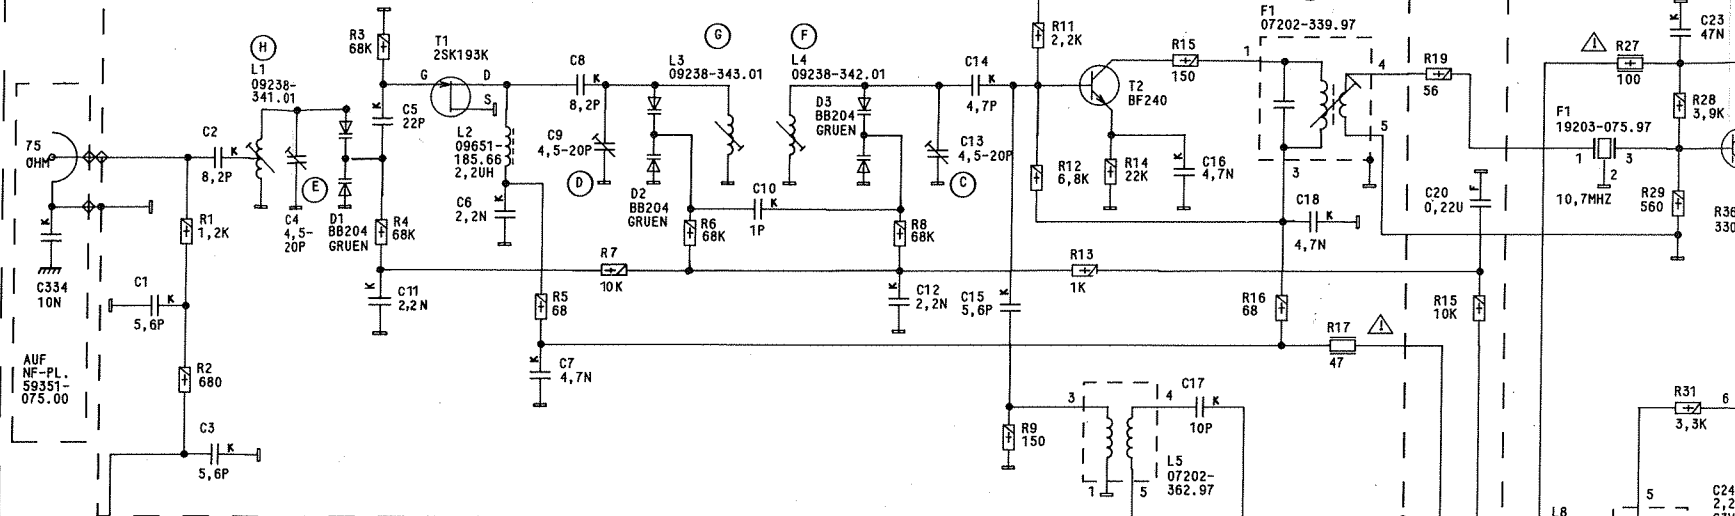 75
OHM
C334
10N
AUF
NF-PL.
59351-
075.00
C1
K
5,6P
C2
K
8,2P
R1
1,2K
R2
680
C3
K
5,6P
H
L1
09238-
341.01
E
C4
4,5-
20P
D1
BB204
GRUEN
R3
68K
K
C5
22P
R4
68K
K
C11
2,2N
T1
2SK193K
G
D
S
L2
09651-
185.66
2,2UH
K
C6
2,2N
R5
68
K
C7
4,7N
C8
K
8,2P
C9
4,5-20P
D
L3
09238-343.01
G
D2
BB204
GRUEN
R6
68K
R7
10K
C10
K
1P
F
L4
09238-342.01
D3
BB204
GRUEN
R8
68K
K
C12
2,2N
C13
4,5-20P
C
C14
K
4,7P
R11
2,2K
R12
6,8K
K
C15
5,6P
R9
150
R13
1K
T2
BF240
R14
22K
K
C16
4,7N
R15
150
F1
07202-339.97
1
4
5
3
C18
K
4,7N
R16
68
R17
47
3
4
1
5
L5
07202-
362.97
C17
K
10P
R19
56
F
C20
0,22U
R15
10K
F1
19203-075.97
1
3
2
10,7MHZ
R27
100
K
C23
47N
R28
3,9K
R29
560
R36
330
R31
3,3K
6
5
L8
C24
2,2